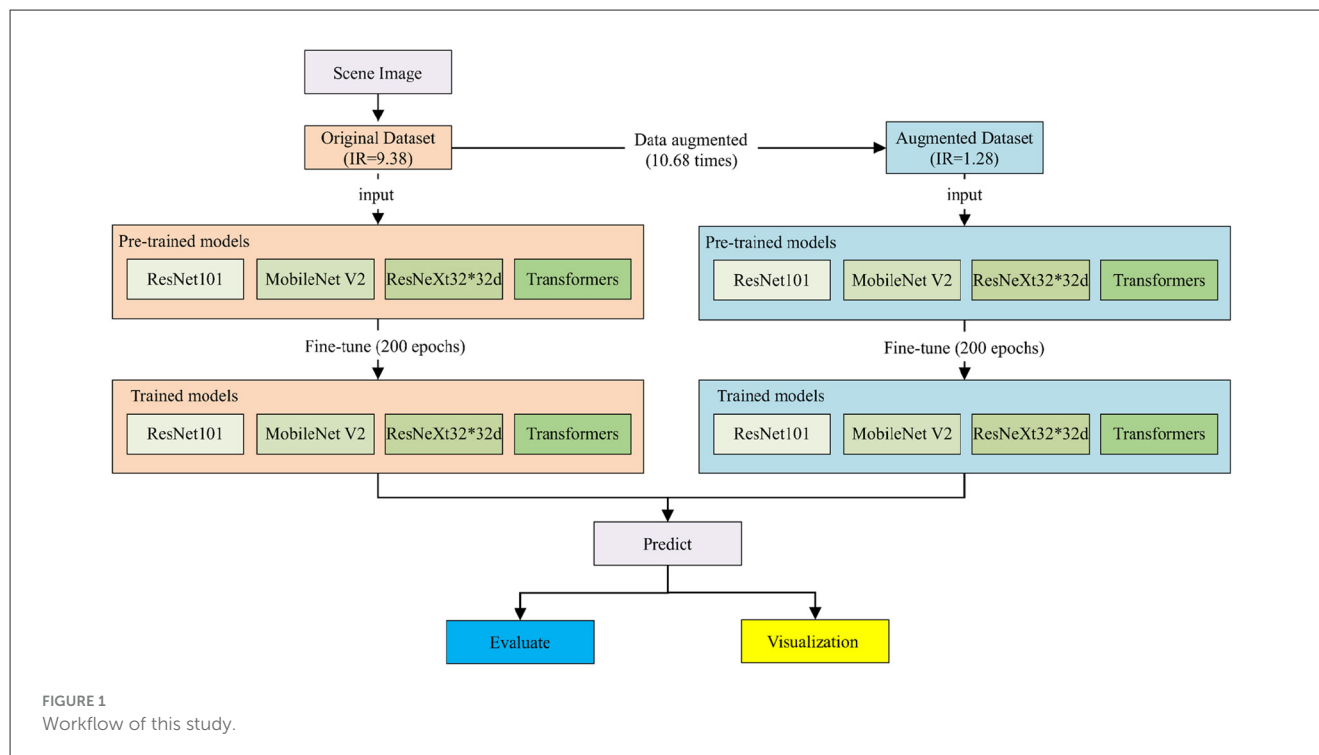 Scene Image
Original Dataset
(IR=9.38)
Data augmented
(10.68 times)
Augmented Dataset
(IR=1.28)
input
input
Pre-trained models
ResNet101
MobileNet V2
ResNeXt32*32d
Transformers
Pre-trained models
ResNet101
MobileNet V2
ResNeXt32*32d
Transformers
Fine-tune (200 epochs)
Fine-tune (200 epochs)
Trained models
ResNet101
MobileNet V2
ResNeXt32*32d
Transformers
Trained models
ResNet101
MobileNet V2
ResNeXt32*32d
Transformers
Predict
Evaluate
Visualization
FIGURE 1
Workflow of this study.